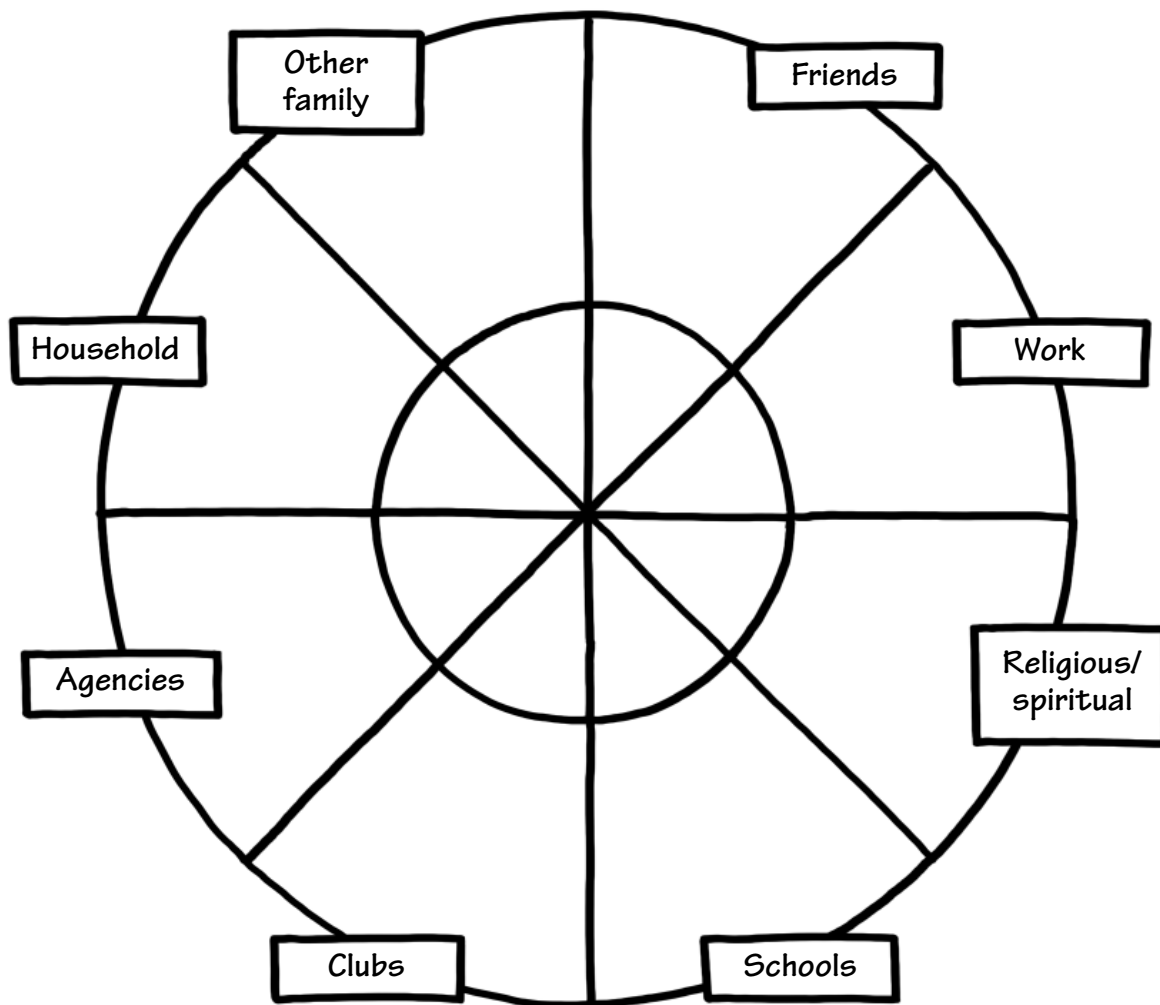 Other
family
Friends
Household
Work
Agencies
Religious/
spiritual
Clubs
Schools